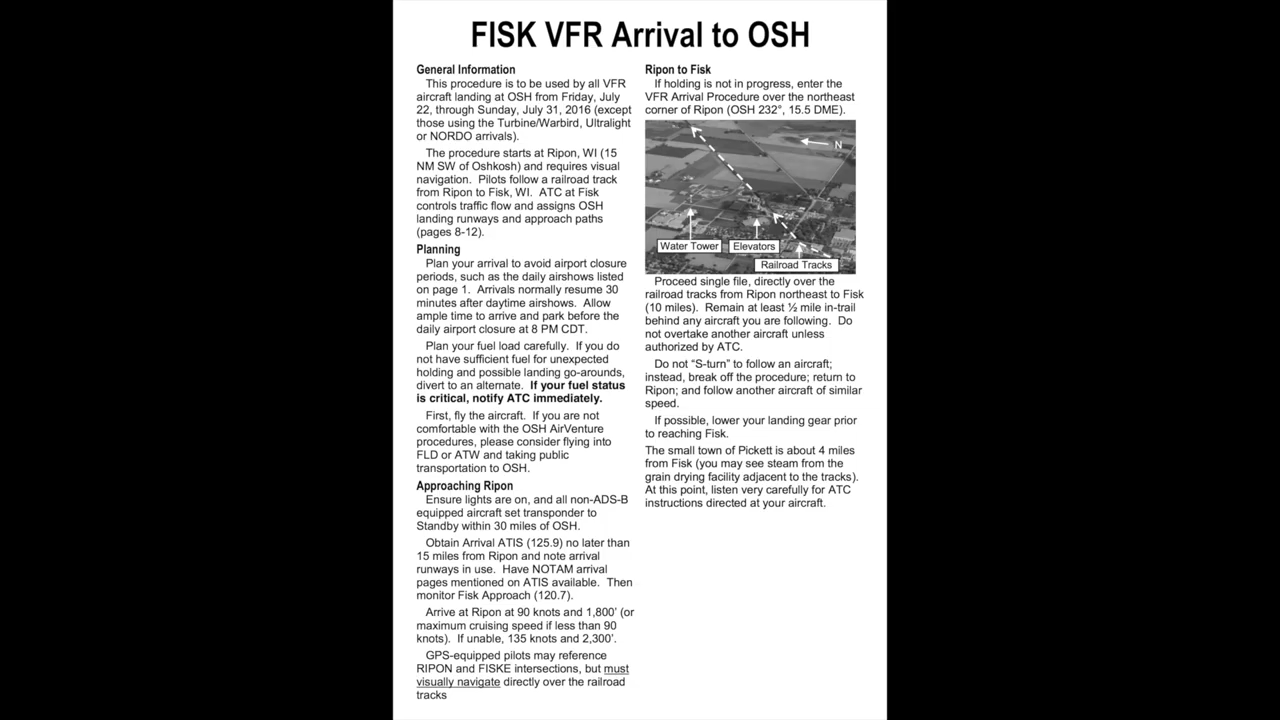 FISK VFR Arrival to OSH
General Information
This procedure is to be used by all VFR
aircraft landing at OSH from Friday, July
22, through Sunday, July 31, 2016 (except
those using the Turbine/Warbird, Ultralight
or NORDO arrivals).
The procedure starts at Ripon, WI (15
NM SW of Oshkosh) and requires visual
navigation.  Pilots follow a railroad track
from Ripon to Fisk, WI.  ATC at Fisk
controls traffic flow and assigns OSH
landing runways and approach paths
(pages 8-12).
Planning
Plan your arrival to avoid airport closure
periods, such as the daily airshows listed
on page 1.  Arrivals normally resume 30
minutes after daytime airshows.  Allow
ample time to arrive and park before the
daily airport closure at 8 PM CDT.
Plan your fuel load carefully.  If you do
not have sufficient fuel for unexpected
holding and possible landing go-arounds,
divert to an alternate.  If your fuel status
is critical, notify ATC immediately.
First, fly the aircraft.  If you are not
comfortable with the OSH AirVenture
procedures, please consider flying into
FLD or ATW and taking public
transportation to OSH.
Approaching Ripon
Ensure lights are on, and all non-ADS-B
equipped aircraft set transponder to
Standby within 30 miles of OSH.
Obtain Arrival ATIS (125.9) no later than
15 miles from Ripon and note arrival
runways in use.  Have NOTAM arrival
pages mentioned on ATIS available.  Then
monitor Fisk Approach (120.7).
Arrive at Ripon at 90 knots and 1,800' (or
maximum cruising speed if less than 90
knots).  If unable, 135 knots and 2,300'.
GPS-equipped pilots may reference
RIPON and FISKE intersections, but must
visually navigate directly over the railroad
tracks
Ripon to Fisk
If holding is not in progress, enter the
VFR Arrival Procedure over the northeast
corner of Ripon (OSH 232°, 15.5 DME).
N
Water Tower
Elevators
Railroad Tracks
Proceed single file, directly over the
railroad tracks from Ripon northeast to Fisk
(10 miles).  Remain at least ½ mile in-trail
behind any aircraft you are following.  Do
not overtake another aircraft unless
authorized by ATC.
Do not “S-turn” to follow an aircraft;
instead, break off the procedure; return to
Ripon; and follow another aircraft of similar
speed.
If possible, lower your landing gear prior
to reaching Fisk.
The small town of Pickett is about 4 miles
from Fisk (you may see steam from the
grain drying facility adjacent to the tracks).
At this point, listen very carefully for ATC
instructions directed at your aircraft.